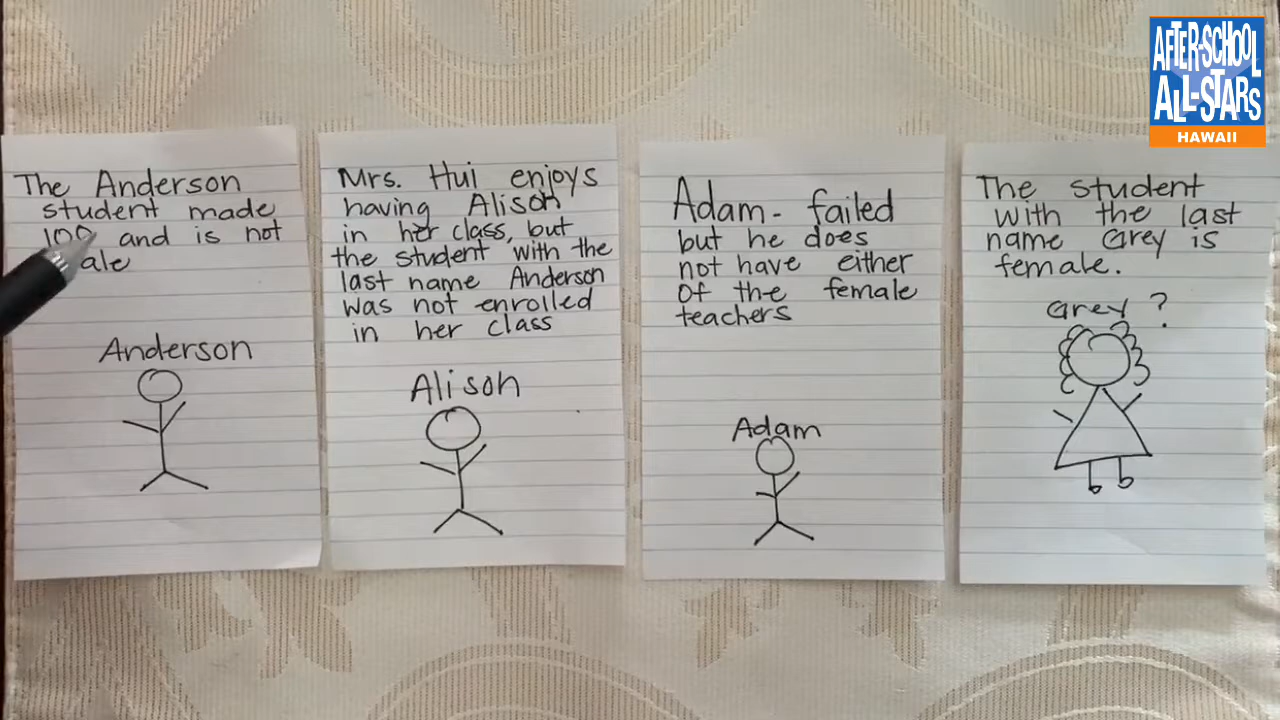 The Anderson
student made
100 and is not
ale
Anderson
Mrs. Hui enjoys
having Alison
in her class, but
the student with the
last name Anderson
was not enrolled
in her class
Alison
Adam - failed
but he does
not have either
of the female
teachers
Adam
The student
with the last
name Grey is
female.
Grey ?
AFTER-SCHOOL
ALL-STARS
HAWAII